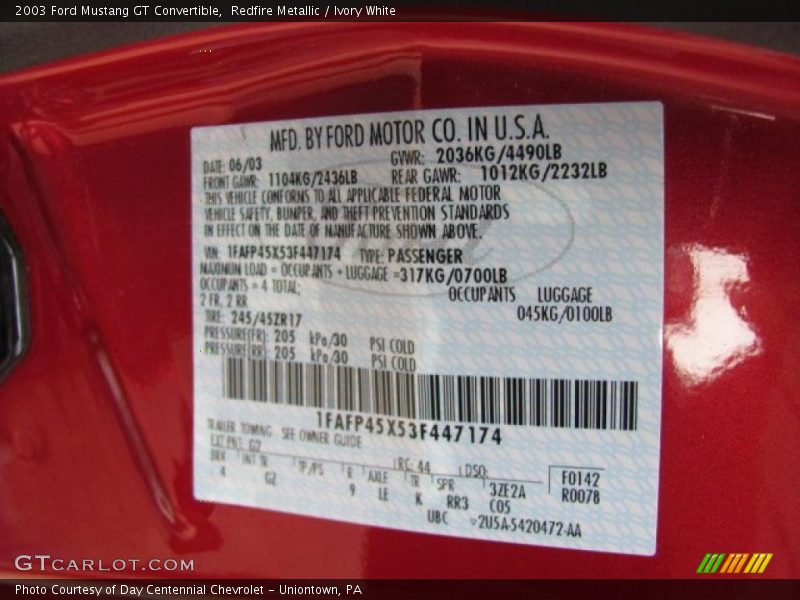 2003 Ford Mustang GT Convertible,  Redfire Metallic / Ivory White
MFD. BY FORD MOTOR CO. IN U.S.A.
DATE: 06/03 GVWR: 2036KG/4490LB
FRONT GAWR: 1104KG/2436LB REAR GAWR: 1012KG/2232LB
THIS VEHICLE CONFORMS TO ALL APPLICABLE FEDERAL MOTOR
VEHICLE SAFETY, BUMPER, AND THEFT PREVENTION STANDARDS
IN EFFECT ON THE DATE OF MANUFACTURE SHOWN ABOVE.
VIN: 1FAFP45X53F447174 TYPE: PASSENGER
MAXIMUM LOAD = OCCUPANTS + LUGGAGE =317KG/0700LB
OCCUPANTS = 4 TOTAL; OCCUPANTS LUGGAGE
2 FR, 2 RR 045KG/0100LB
TIRE: 245/45ZR17
PRESSURE(FR): 205 kPa/30 PSI COLD
PRESSURE(RR): 205 kPa/30 PSI COLD
1FAFP45X53F447174
TRAILER TOWING SEE OWNER GUIDE
EXT PNT: G2 RC: 44 DSO: F0142
BRK INT TR TP/PS R AXLE TR SPR 3ZE2A R0078
4 GZ 9 LE K RR3 C05
UBC 2U5A-5420472-AA
GTCARLOT.COM
Photo Courtesy of Day Centennial Chevrolet - Uniontown, PA